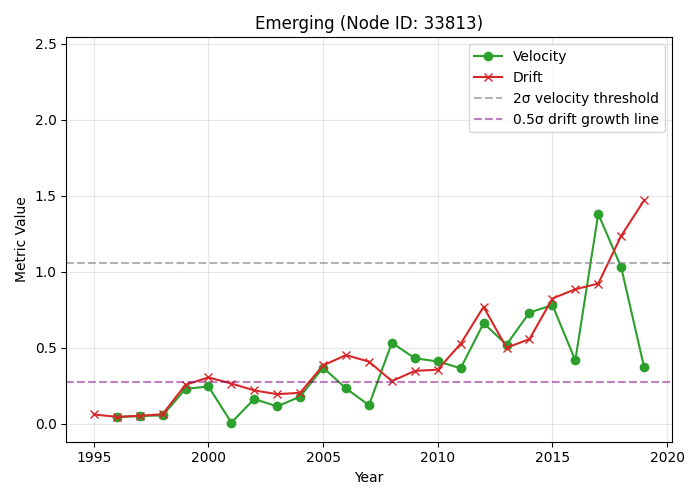 Emerging (Node ID: 33813)
2.5
2.0
1.5
1.0
0.5
0.0
Metric Value
Velocity
Drift
2σ velocity threshold
0.5σ drift growth line
1995
2000
2005
2010
2015
2020
Year